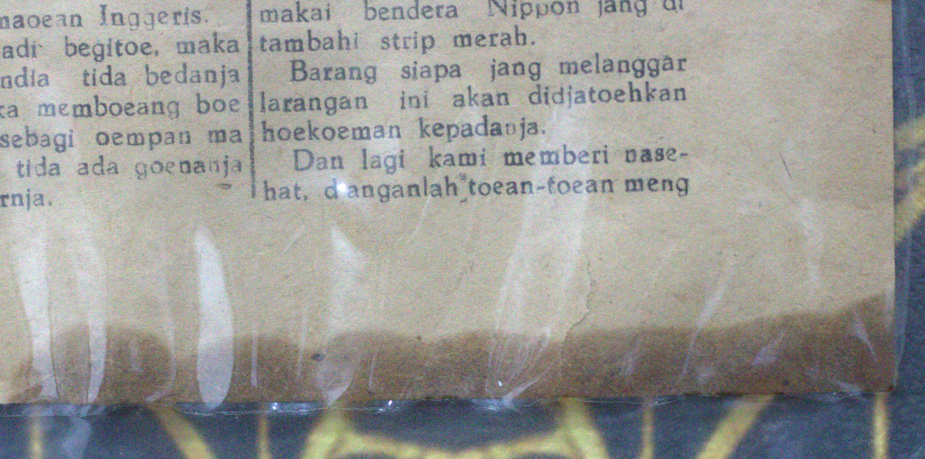 naoean Inggeris.
adi begitoe, maka
ndia tida bedanja
ka memboeang boe
sebagi oempan ma
tida ada goenanja
rnja.
makai bendera Nippon jang di
tambahi strip merah.
Barang siapa jang melanggar
larangan ini akan didjatoehkan
hoekoeman kepadanja.
Dan lagi kami memberi nase-
hat, djanganlah toean-toean meng